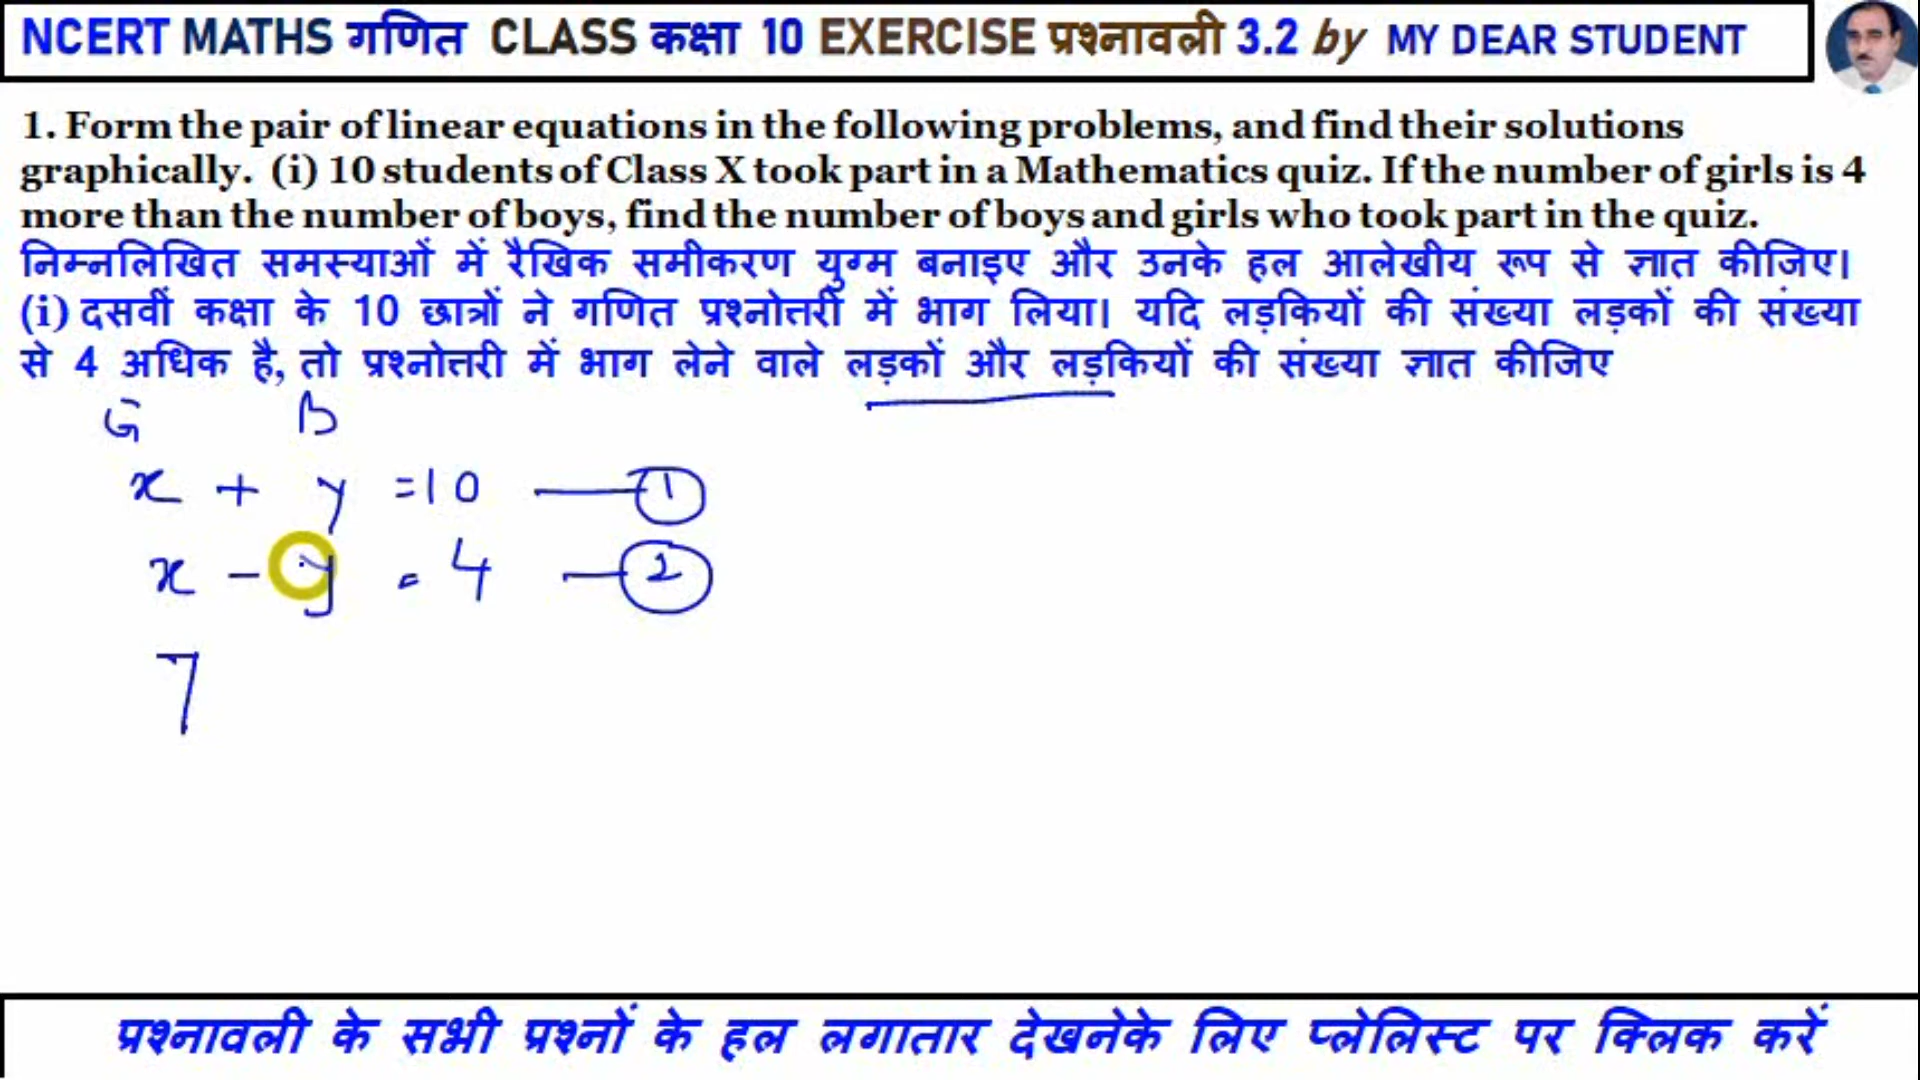 NCERT MATHS गणित CLASS कक्षा 10 EXERCISE प्रश्नावली 3.2 by MY DEAR STUDENT
1. Form the pair of linear equations in the following problems, and find their solutions
graphically. (i) 10 students of Class X took part in a Mathematics quiz. If the number of girls is 4
more than the number of boys, find the number of boys and girls who took part in the quiz.
निम्नलिखित समस्याओं में रैखिक समीकरण युग्म बनाइए और उनके हल आलेखीय रूप से ज्ञात कीजिए।
(i) दसवीं कक्षा के 10 छात्रों ने गणित प्रश्नोत्तरी में भाग लिया। यदि लड़कियों की संख्या लड़कों की संख्या
से 4 अधिक है, तो प्रश्नोत्तरी में भाग लेने वाले लड़कों और लड़कियों की संख्या ज्ञात कीजिए
G B
x + y = 10 — 1
x - y = 4 — 2
7
प्रश्नावली के सभी प्रश्नों के हल लगातार देखनेके लिए प्लेलिस्ट पर क्लिक करें